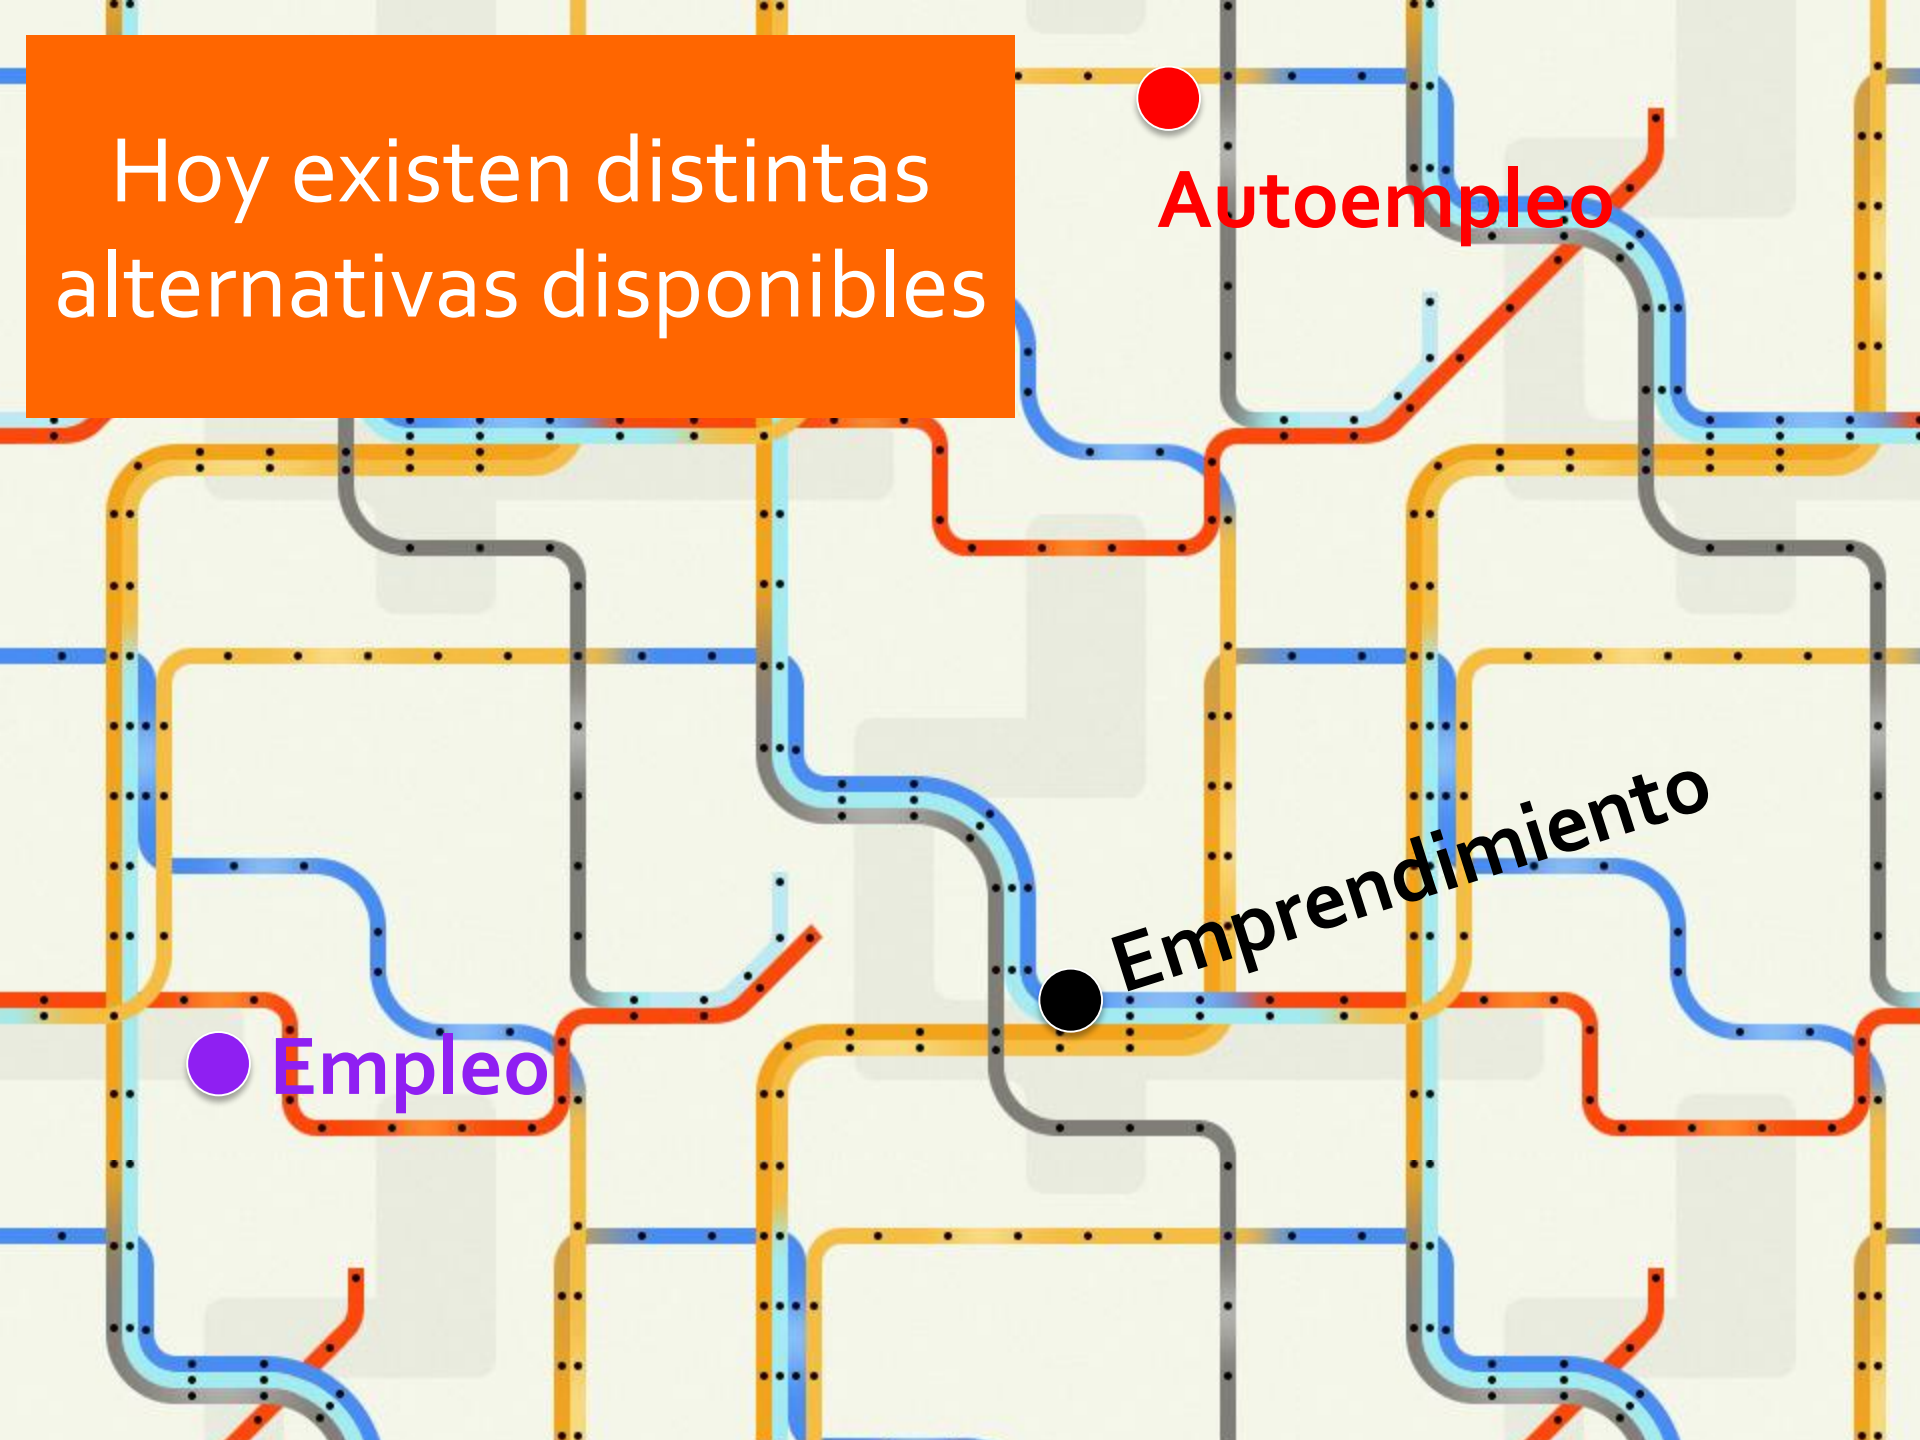 Hoy existen distintas
alternativas disponibles
Autoempleo
Emprendimiento
Empleo